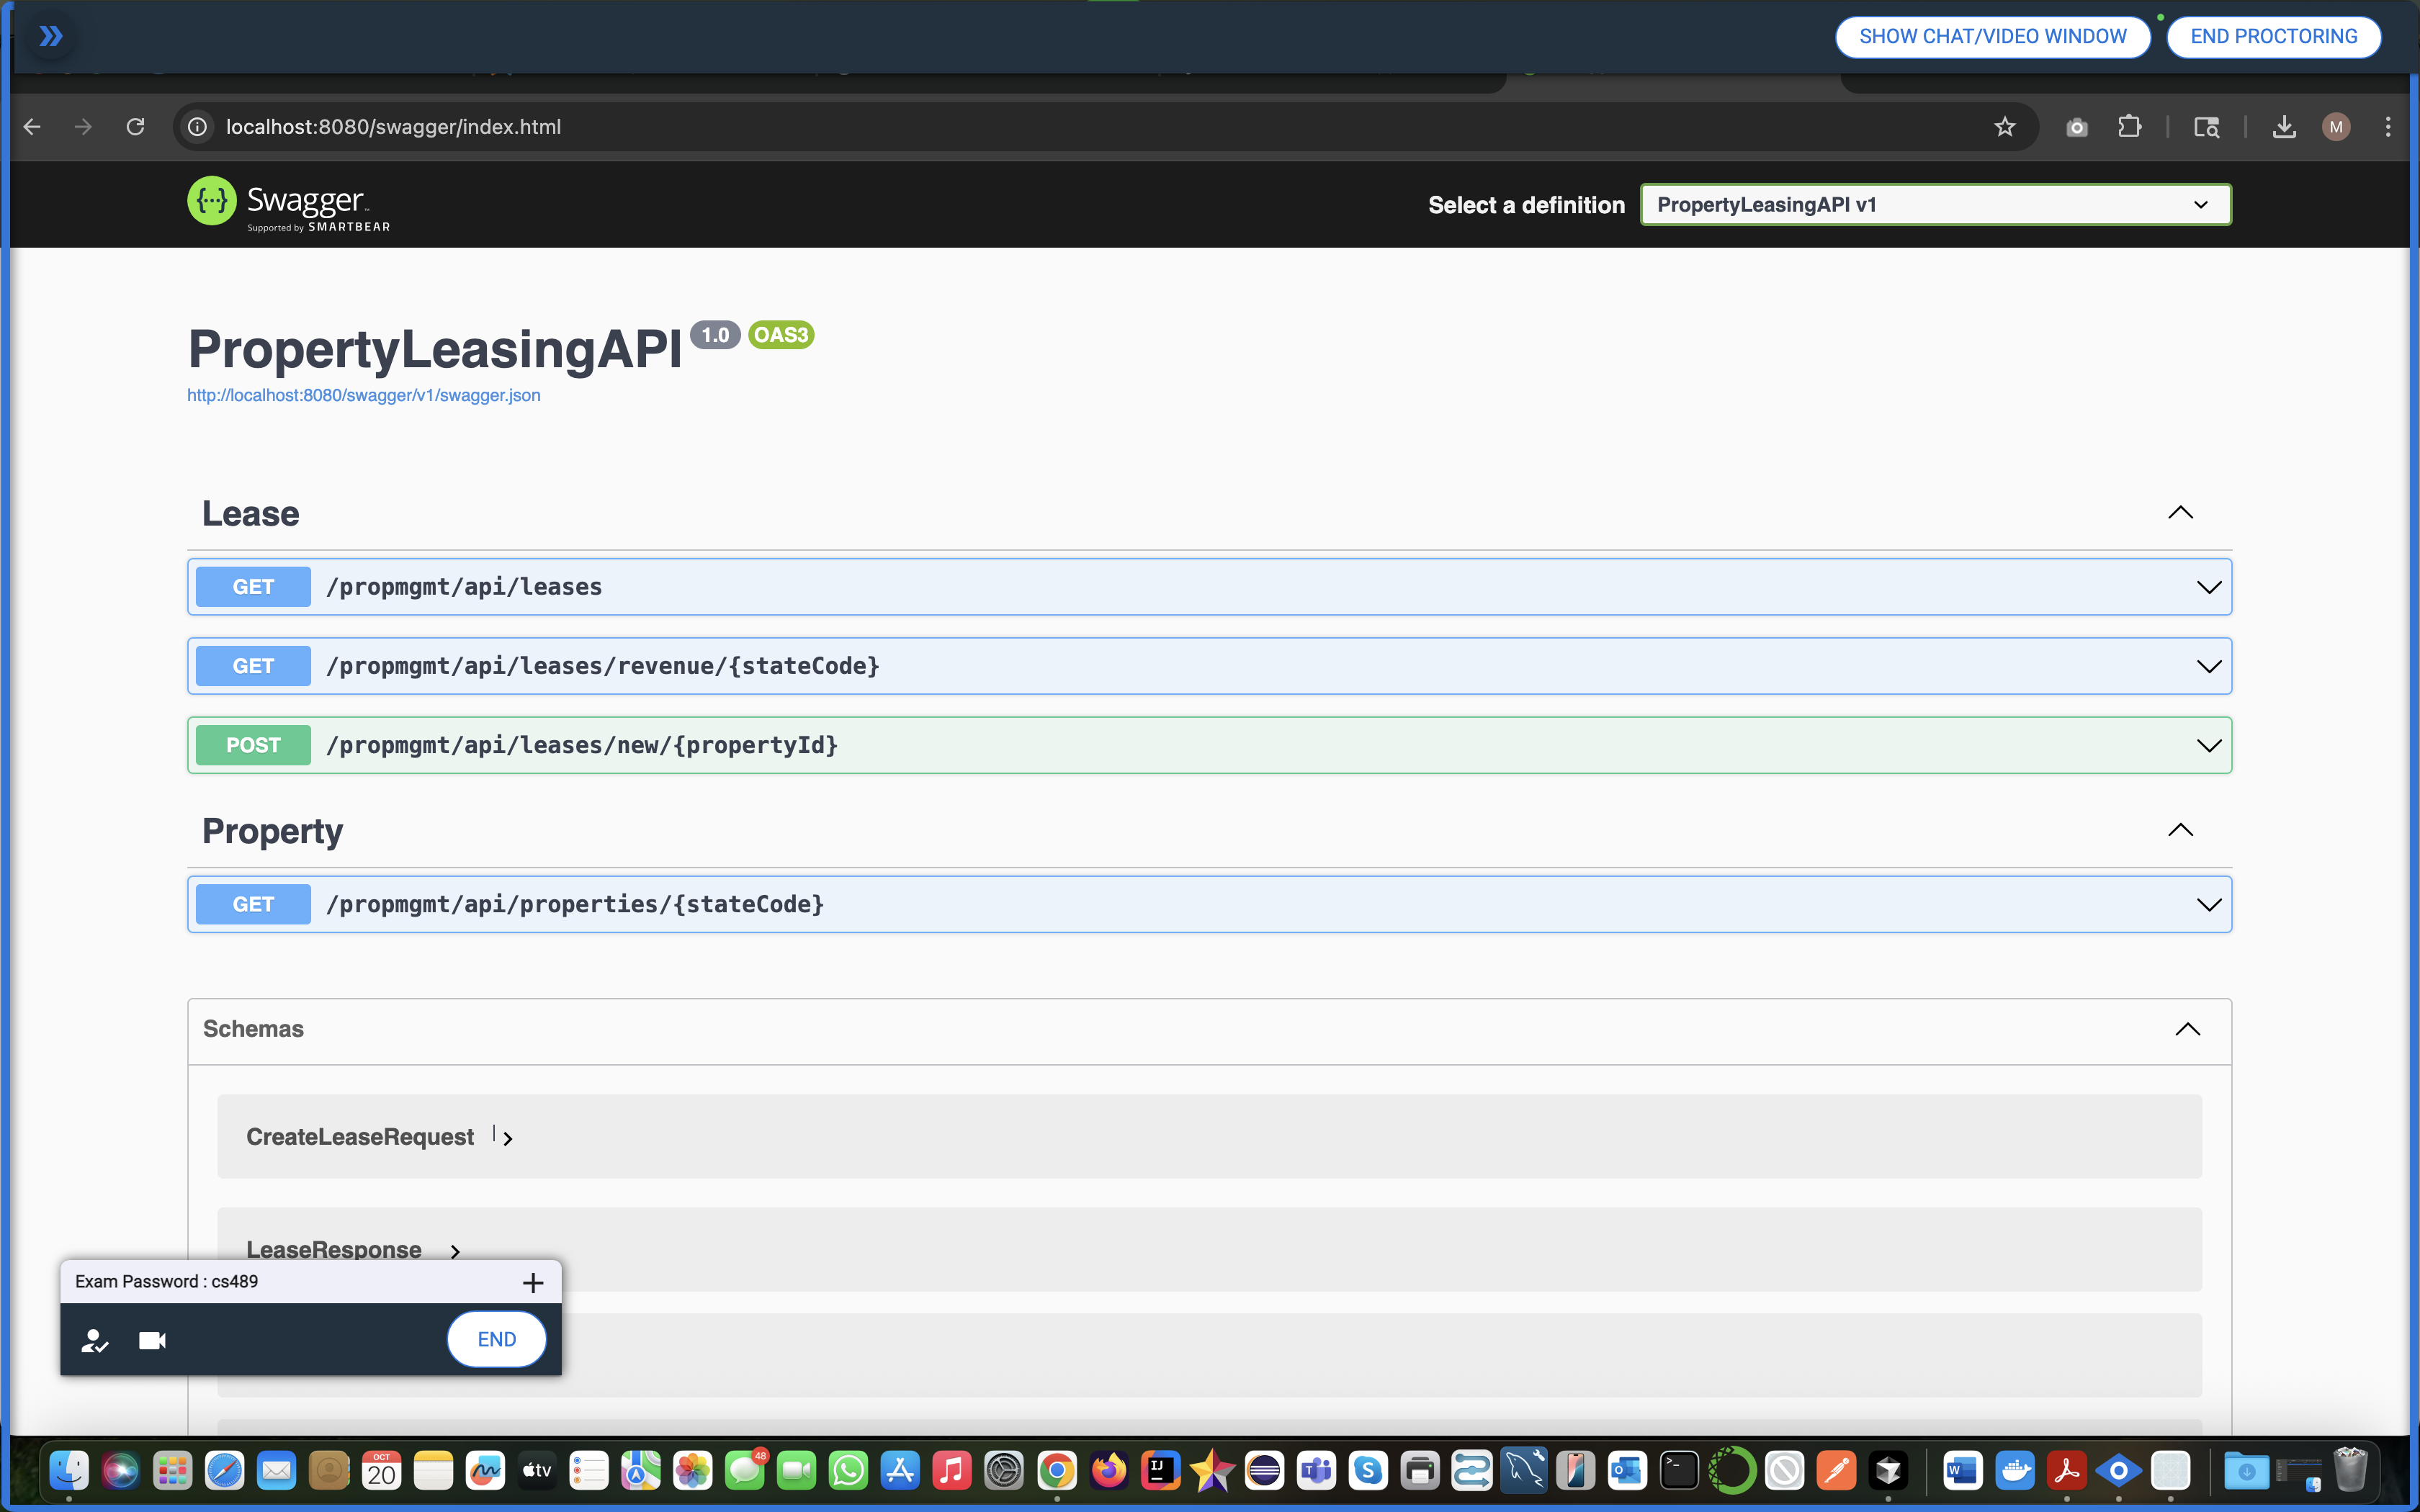 SHOW CHAT/VIDEO WINDOW
END PROCTORING
localhost:8080/swagger/index.html
M
Swagger
Supported by SMARTBEAR
Select a definition
PropertyLeasingAPI v1
PropertyLeasingAPI 1.0 OAS3
http://localhost:8080/swagger/v1/swagger.json
Lease
GET /propmgmt/api/leases
GET /propmgmt/api/leases/revenue/{stateCode}
POST /propmgmt/api/leases/new/{propertyId}
Property
GET /propmgmt/api/properties/{stateCode}
Schemas
CreateLeaseRequest
LeaseResponse
Exam Password : cs489
END
OCT
20
tv
48
IJ